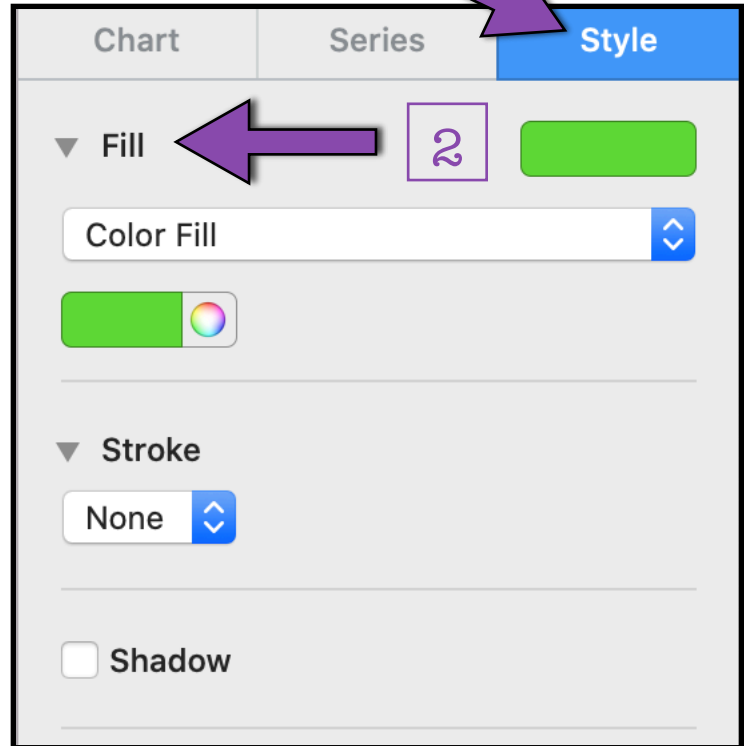 Chart Series Style
Fill 2
Color Fill
Stroke
None
Shadow